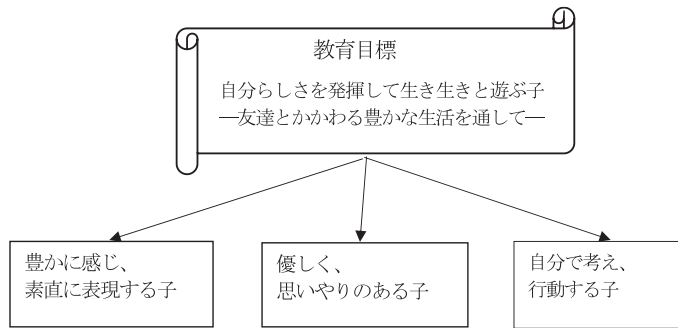 教育目標
自分らしさを発揮して生き生きと遊ぶ子
―友達とかかわる豊かな生活を通して―
豊かに感じ、
素直に表現する子
優しく、
思いやりのある子
自分で考え、
行動する子